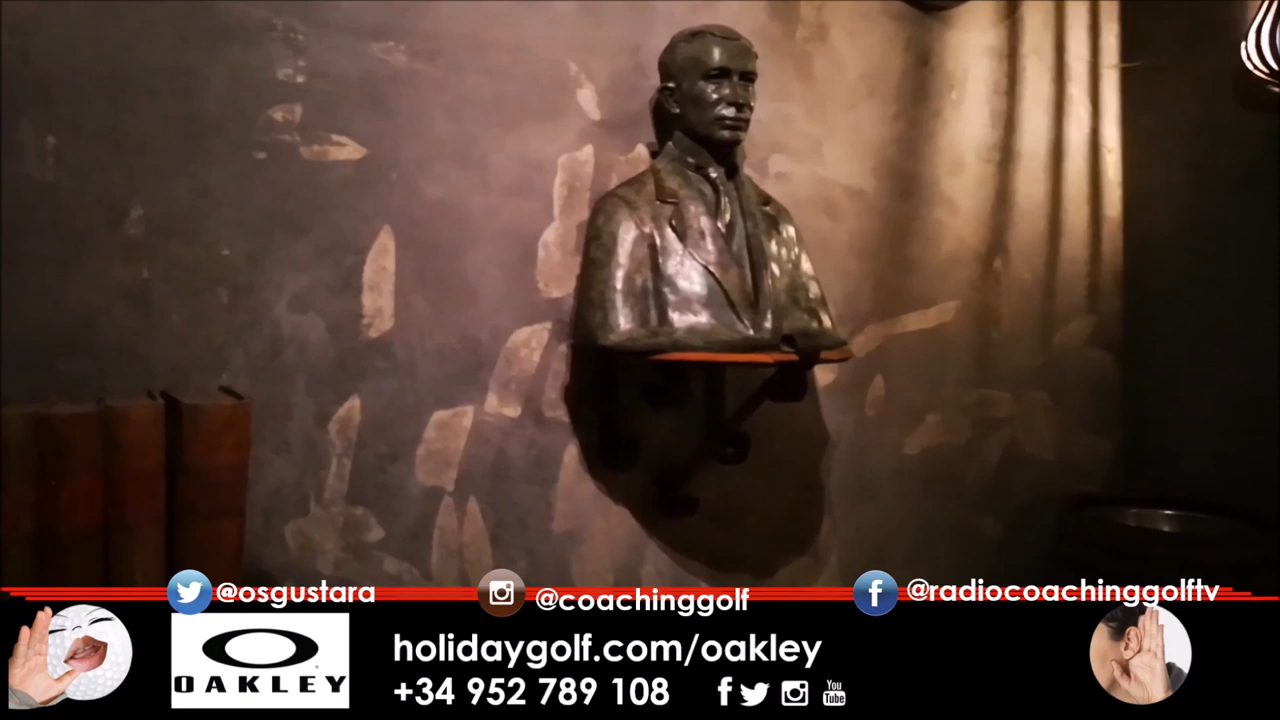 @osgustara
@coachinggolf
@radiocoachinggolftv
OAKLEY
holidaygolf.com/oakley
+34 952 789 108
You
Tube